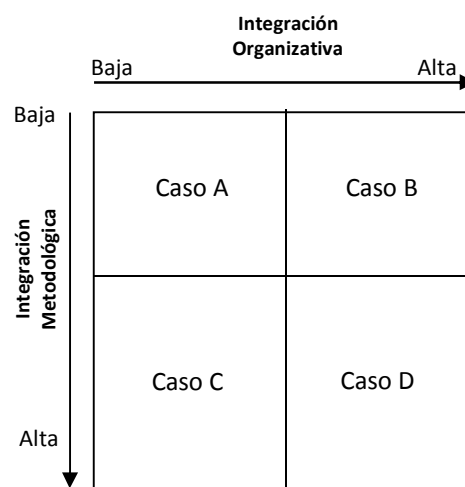 Integración
Organizativa
Baja
Alta
Baja
Caso A
Caso B
Integración
Metodológica
Caso C
Caso D
Alta